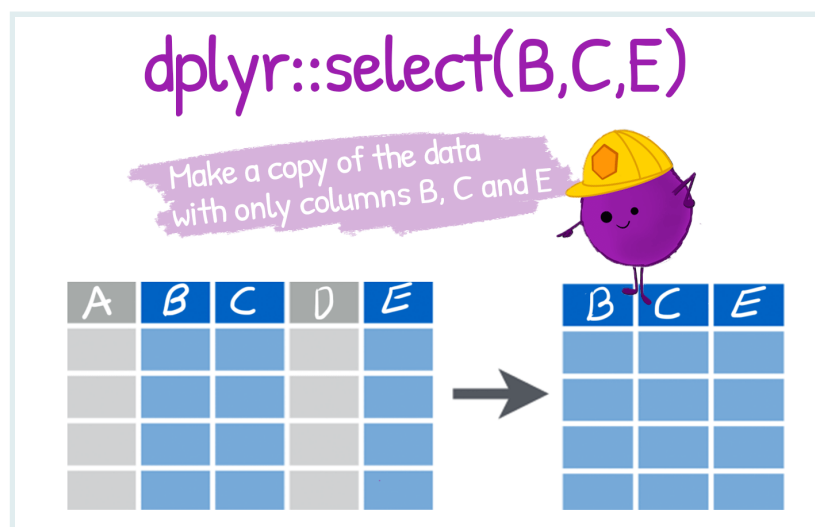 dplyr::select(B,C,E)
Make a copy of the data
with only columns B, C and E
A B C D E
B C E